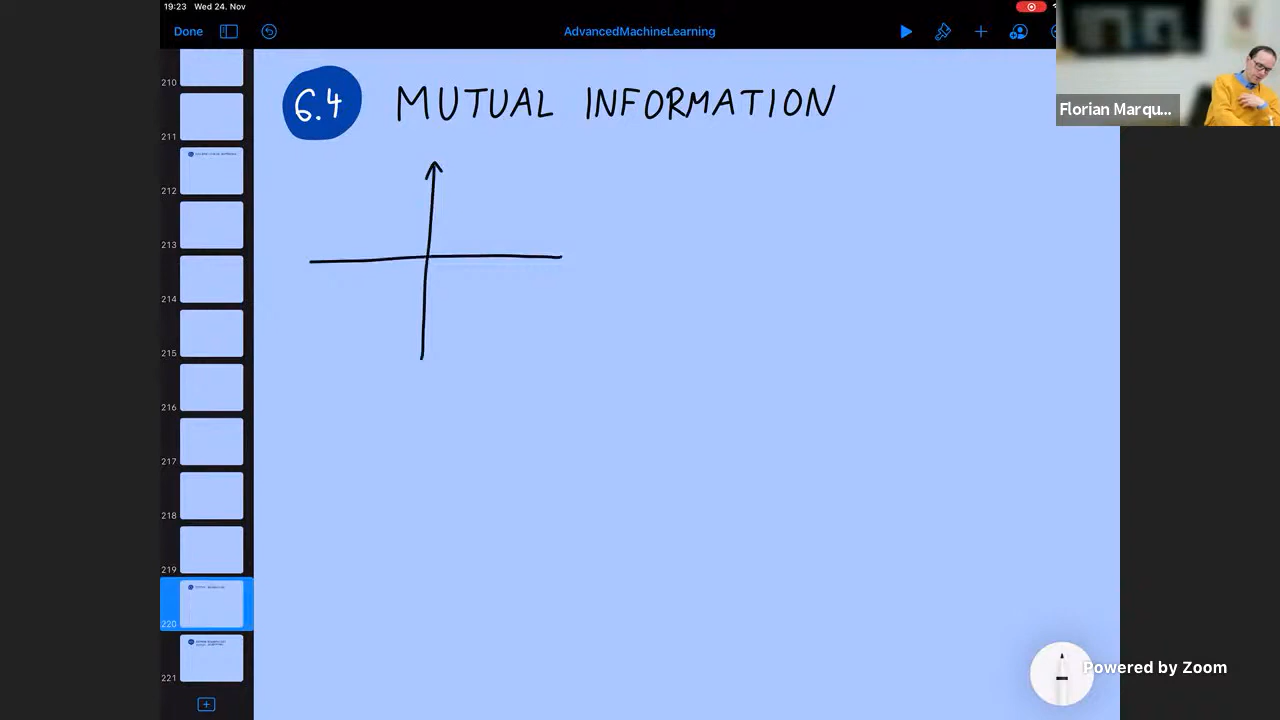 19:23 Wed 24. Nov
Done
AdvancedMachineLearning
6.4 MUTUAL INFORMATION
Florian Marqu...
210
211
212
213
214
215
216
217
218
219
220
221
Powered by Zoom